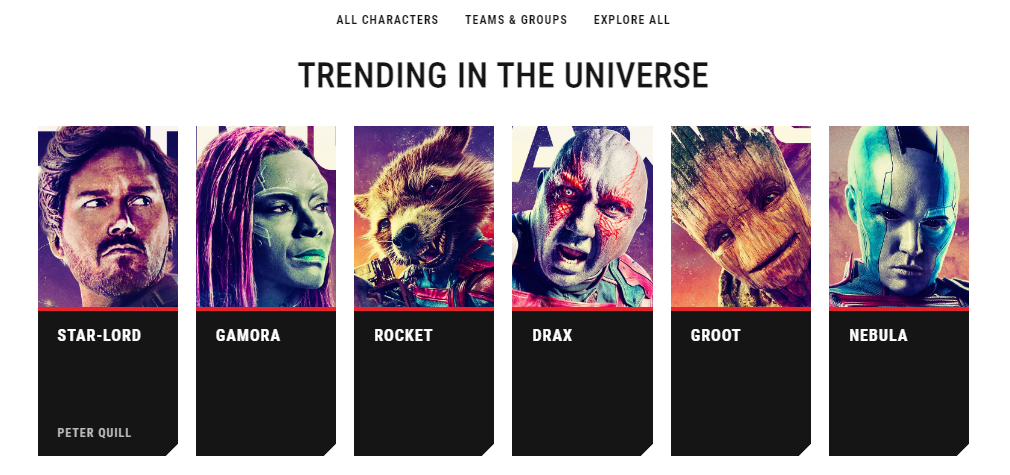 ALL CHARACTERS TEAMS & GROUPS EXPLORE ALL
TRENDING IN THE UNIVERSE
STAR-LORD
PETER QUILL
GAMORA
ROCKET
DRAX
GROOT
NEBULA